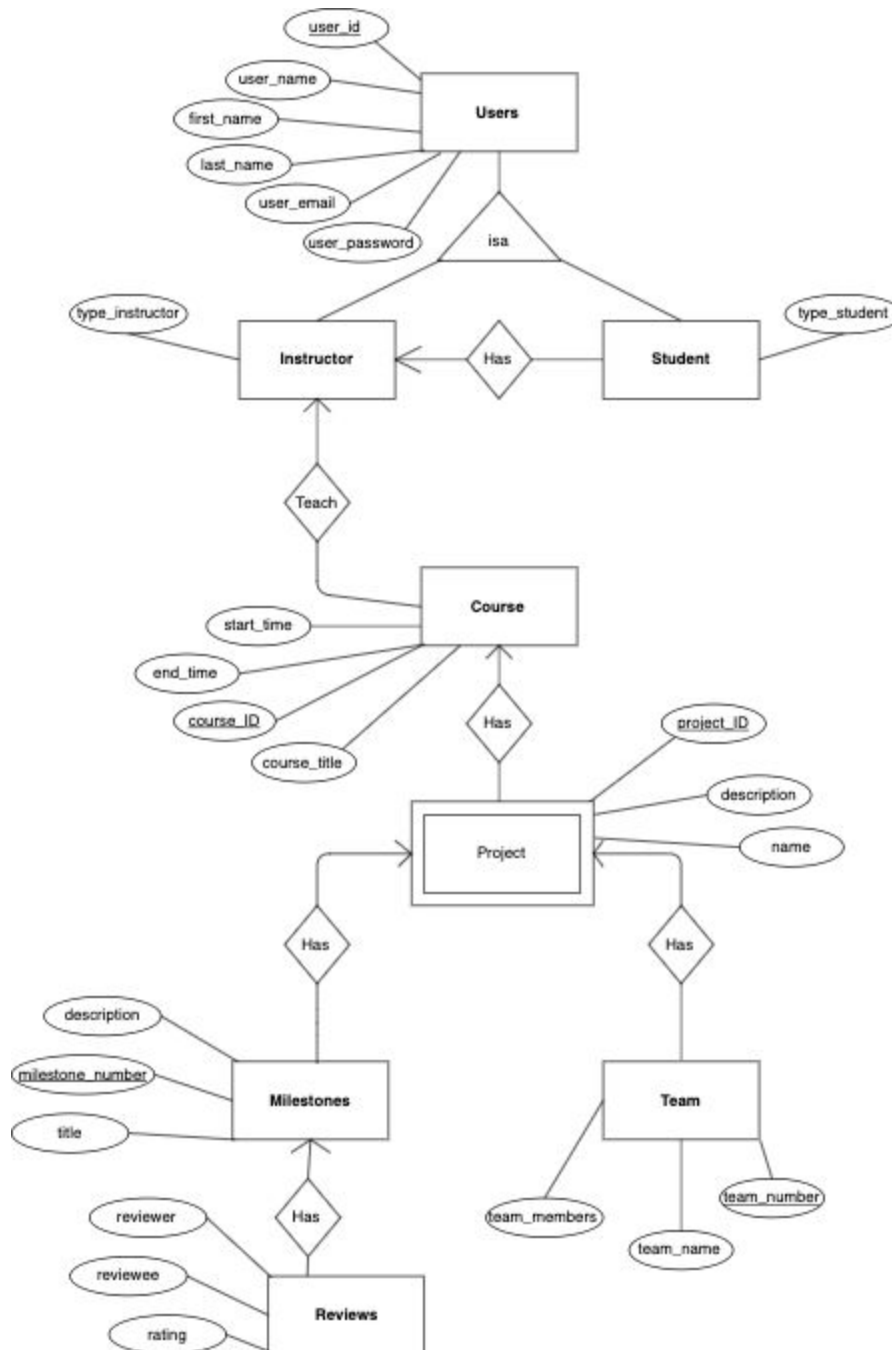 user_id
user_name
Users
first_name
last_name
user_email
user_password
isa
type_instructor
type_student
Instructor
Has
Student
Teach
Course
start_time
end_time
course_ID
course_title
Has
project_ID
description
name
Project
Has
Has
description
milestone_number
Milestones
title
Team
team_members
team_number
team_name
reviewer
Has
reviewee
Reviews
rating